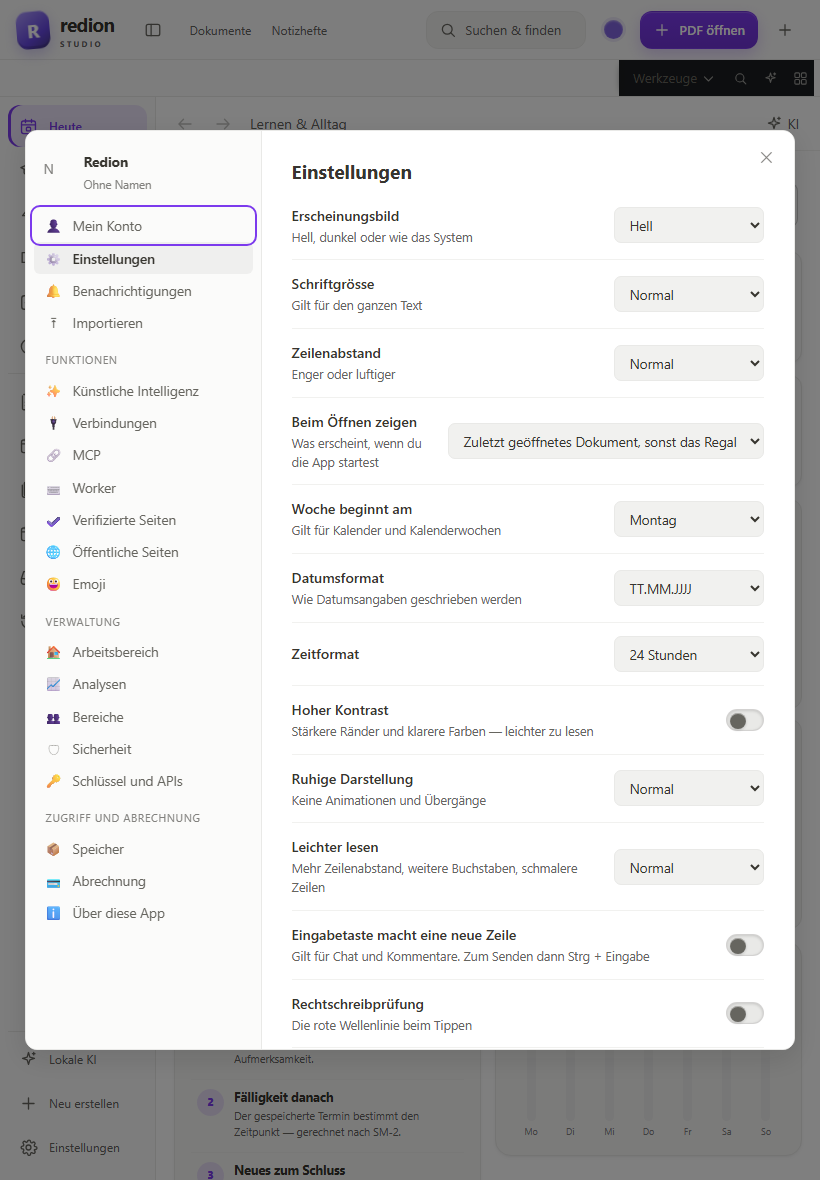 R redion
STUDIO
Dokumente
Notizhefte
Suchen & finden
PDF öffnen
Werkzeuge
Heute
Lernen & Alltag
KI
N
Redion
Ohne Namen
Mein Konto
Einstellungen
Benachrichtigungen
Importieren
FUNKTIONEN
Künstliche Intelligenz
Verbindungen
MCP
Worker
Verifizierte Seiten
Öffentliche Seiten
Emoji
VERWALTUNG
Arbeitsbereich
Analysen
Bereiche
Sicherheit
Schlüssel und APIs
ZUGRIFF UND ABRECHNUNG
Speicher
Abrechnung
Über diese App
Einstellungen
Erscheinungsbild
Hell, dunkel oder wie das System
Hell
Schriftgrösse
Gilt für den ganzen Text
Normal
Zeilenabstand
Enger oder luftiger
Normal
Beim Öffnen zeigen
Was erscheint, wenn du
die App startest
Zuletzt geöffnetes Dokument, sonst das Regal
Woche beginnt am
Gilt für Kalender und Kalenderwochen
Montag
Datumsformat
Wie Datumsangaben geschrieben werden
TT.MM.JJJJ
Zeitformat
24 Stunden
Hoher Kontrast
Stärkere Ränder und klarere Farben — leichter zu lesen
Ruhige Darstellung
Keine Animationen und Übergänge
Normal
Leichter lesen
Mehr Zeilenabstand, weitere Buchstaben, schmalere
Zeilen
Normal
Eingabetaste macht eine neue Zeile
Gilt für Chat und Kommentare. Zum Senden dann Strg + Eingabe
Rechtschreibprüfung
Die rote Wellenlinie beim Tippen
Lokale KI
Neu erstellen
Einstellungen
Aufmerksamkeit.
2
Fälligkeit danach
Der gespeicherte Termin bestimmt den
Zeitpunkt — gerechnet nach SM-2.
3
Neues zum Schluss
Mo Di Mi Do Fr Sa So